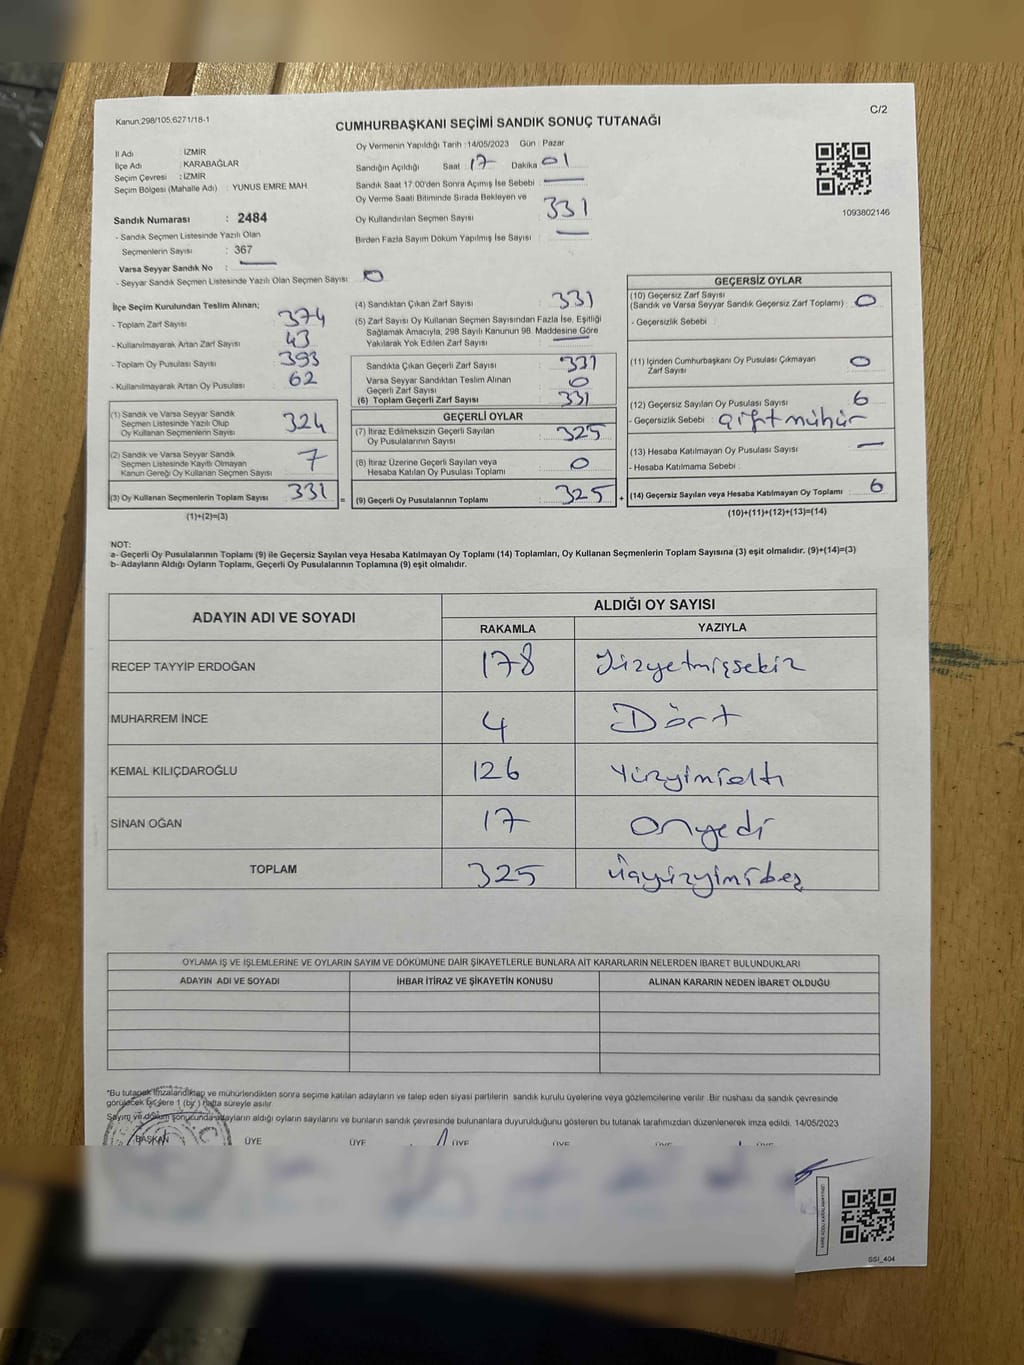 Kanun,298/105,6271/18-1
C/2
CUMHURBAŞKANI SEÇİMİ SANDIK SONUÇ TUTANAĞI
İl Adı : İZMİR
İlçe Adı : KARABAĞLAR
Seçim Çevresi : İZMİR
Seçim Bölgesi (Mahalle Adı) : YUNUS EMRE MAH
Sandık Numarası : 2484
- Sandık Seçmen Listesinde Yazılı Olan
Seçmenlerin Sayısı : 367
Varsa Seyyar Sandık No : —
- Seyyar Sandık Seçmen Listesinde Yazılı Olan Seçmen Sayısı : 0
Oy Vermenin Yapıldığı Tarih :14/05/2023 Gün : Pazar
Sandığın Açıldığı Saat : 17 Dakika : 01
Sandık Saat 17:00'den Sonra Açımış İse Sebebi : —
Oy Verme Saati Bitiminde Sırada Bekleyen ve
Oy Kullandırılan Seçmen Sayısı : 331
Birden Fazla Sayım Döküm Yapılmış İse Sayısı : —
1093802146
İlçe Seçim Kurulundan Teslim Alınan;
- Toplam Zarf Sayısı : 374
- Kullanılmayarak Artan Zarf Sayısı : 43
- Toplam Oy Pusulası Sayısı : 393
- Kullanılmayarak Artan Oy Pusulası : 62
(1) Sandık ve Varsa Seyyar Sandık
Seçmen Listesinde Yazılı Olup
Oy Kullanan Seçmenlerin Sayısı : 324
(2) Sandık ve Varsa Seyyar Sandık
Seçmen Listesinde Kayıtlı Olmayan
Kanun Gereği Oy Kullanan Seçmen Sayısı : 7
(3) Oy Kullanan Seçmenlerin Toplam Sayısı : 331 =
(1)+(2)=(3)
(4) Sandıktan Çıkan Zarf Sayısı : 331
(5) Zarf Sayısı Oy Kullanan Seçmen Sayısından Fazla İse, Eşitliği
Sağlamak Amacıyla, 298 Sayılı Kanunun 98. Maddesine Göre
Yakılarak Yok Edilen Zarf Sayısı : —
Sandıkta Çıkan Geçerli Zarf Sayısı : 331
Varsa Seyyar Sandıktan Teslim Alınan
Geçerli Zarf Sayısı : 0
(6) Toplam Geçerli Zarf Sayısı : 331
GEÇERLİ OYLAR
(7) İtiraz Edilmeksizin Geçerli Sayılan
Oy Pusulalarının Sayısı : 325
(8) İtiraz Üzerine Geçerli Sayılan veya
Hesaba Katılan Oy Pusulası Toplamı : 0
(9) Geçerli Oy Pusulalarının Toplamı : 325 +
GEÇERSİZ OYLAR
(10) Geçersiz Zarf Sayısı
(Sandık ve Varsa Seyyar Sandık Geçersiz Zarf Toplamı) : 0
- Geçersizlik Sebebi :
(11) İçinden Cumhurbaşkanı Oy Pusulası Çıkmayan
Zarf Sayısı : 0
(12) Geçersiz Sayılan Oy Pusulası Sayısı : 6
- Geçersizlik Sebebi : çift mühür
(13) Hesaba Katılmayan Oy Pusulası Sayısı : —
- Hesaba Katılmama Sebebi :
(14) Geçersiz Sayılan veya Hesaba Katılmayan Oy Toplamı : 6
(10)+(11)+(12)+(13)=(14)
NOT:
a- Geçerli Oy Pusulalarının Toplamı (9) ile Geçersiz Sayılan veya Hesaba Katılmayan Oy Toplamı (14) Toplamları, Oy Kullanan Seçmenlerin Toplam Sayısına (3) eşit olmalıdır. (9)+(14)=(3)
b- Adayların Aldığı Oyların Toplamı, Geçerli Oy Pusulalarının Toplamına (9) eşit olmalıdır.
ADAYIN ADI VE SOYADI
ALDIĞI OY SAYISI
RAKAMLA YAZIYLA
RECEP TAYYİP ERDOĞAN 178 Yüzyetmişsekiz
MUHARREM İNCE 4 Dört
KEMAL KILIÇDAROĞLU 126 Yüzyimialtı
SİNAN OĞAN 17 Onyedi
TOPLAM 325 Üçyüzyimibeş
OYLAMA İŞ VE İŞLEMLERİNE VE OYLARIN SAYIM VE DÖKÜMÜNE DAİR ŞİKAYETLERLE BUNLARA AİT KARARLARIN NELERDEN İBARET BULUNDUKLARI
ADAYIN ADI VE SOYADI İHBAR İTİRAZ VE ŞİKAYETİN KONUSU ALINAN KARARIN NEDEN İBARET OLDUĞU
*Bu tutanak imzalandıktan ve mühürlendikten sonra seçime katılan adayların ve talep eden siyasi partilerin sandık kurulu üyelerine veya gözlemcilerine verilir. Bir nüshası da sandık çevresinde
görülecek bir yere 1 (bir) hafta süreyle asılır.
Sayım ve döküm sonucunda adayların aldığı oyların sayılarını ve bunların sandık çevresinde bulunanlara duyurulduğunu gösteren bu tutanak tarafımızdan düzenlenerek imza edildi. 14/05/2023
BAŞKAN ÜYE ÜYE ÜYE ÜYE ÜYE ÜYE
SSI_404